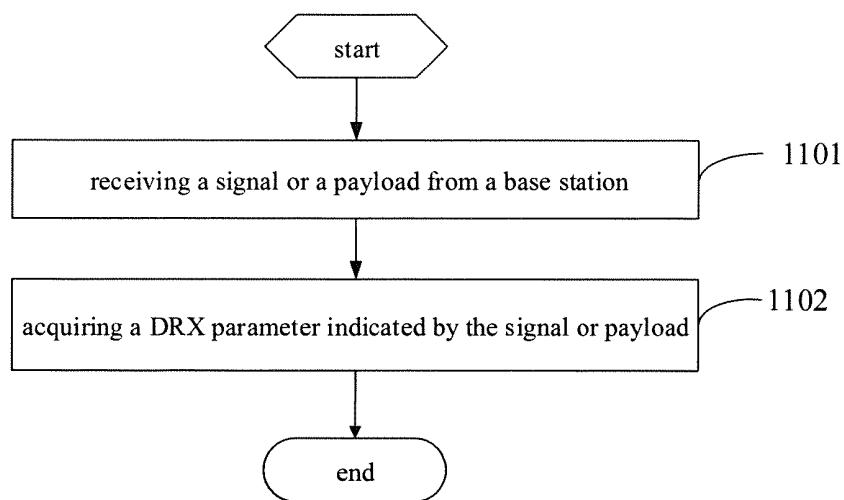 start
receiving a signal or a payload from a base station
1101
acquiring a DRX parameter indicated by the signal or payload
1102
end